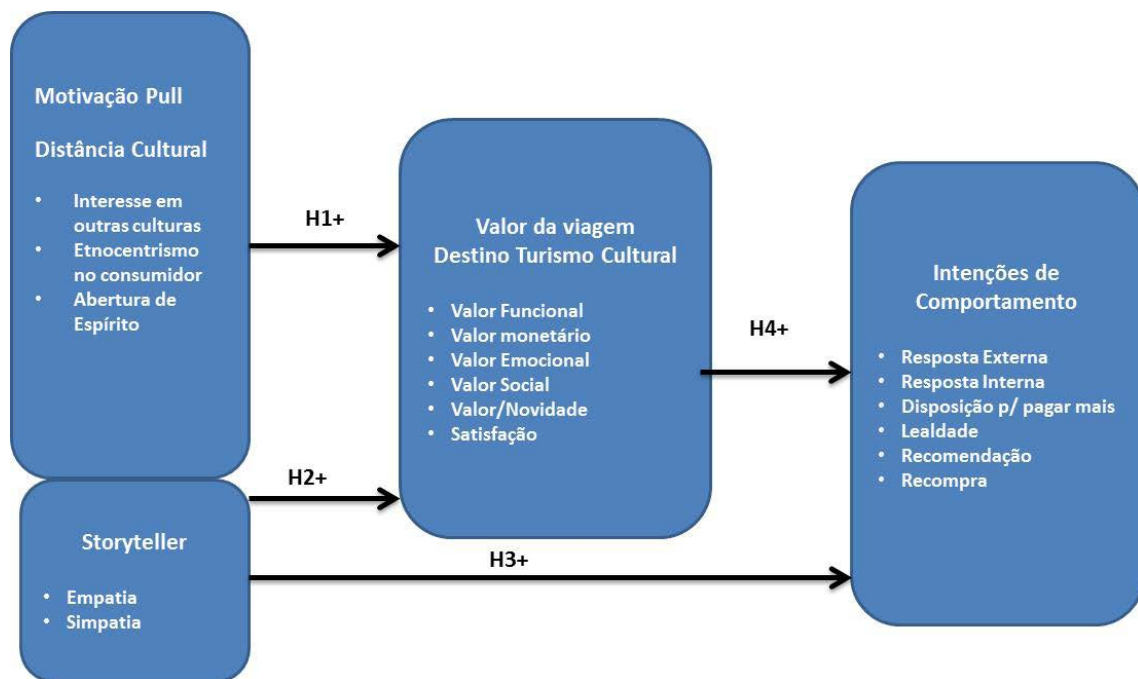 Motivação Pull
Distância Cultural
• Interesse em
outras culturas
• Etnocentrismo
no consumidor
• Abertura de
Espírito
H1+
H2+
Storyteller
• Empatia
• Simpatia
H3+
Valor da viagem
Destino Turismo Cultural
• Valor Funcional
• Valor monetário
• Valor Emocional
• Valor Social
• Valor/Novidade
• Satisfação
H4+
Intenções de
Comportamento
• Resposta Externa
• Resposta Interna
• Disposição p/ pagar mais
• Lealdade
• Recomendação
• Recompra